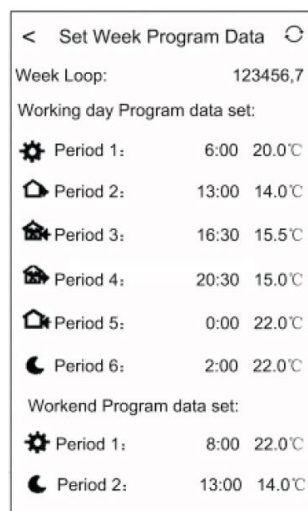 < Set Week Program Data
Week Loop: 123456,7
Working day Program data set:
Period 1: 6:00 20.0℃
Period 2: 13:00 14.0℃
Period 3: 16:30 15.5℃
Period 4: 20:30 15.0℃
Period 5: 0:00 22.0℃
Period 6: 2:00 22.0℃
Workend Program data set:
Period 1: 8:00 22.0℃
Period 2: 13:00 14.0℃